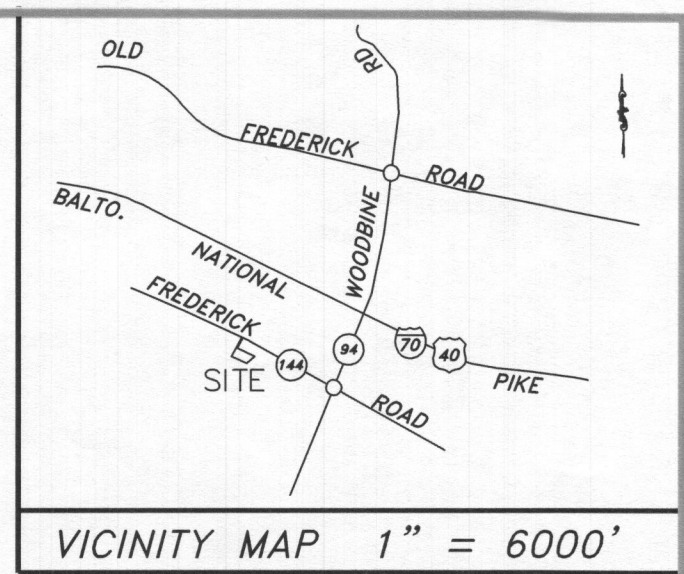 OLD
RD
FREDERICK
ROAD
BALTO.
WOODBINE
NATIONAL
FREDERICK
94
70
40
144
SITE
PIKE
ROAD
VICINITY MAP 1" = 6000'